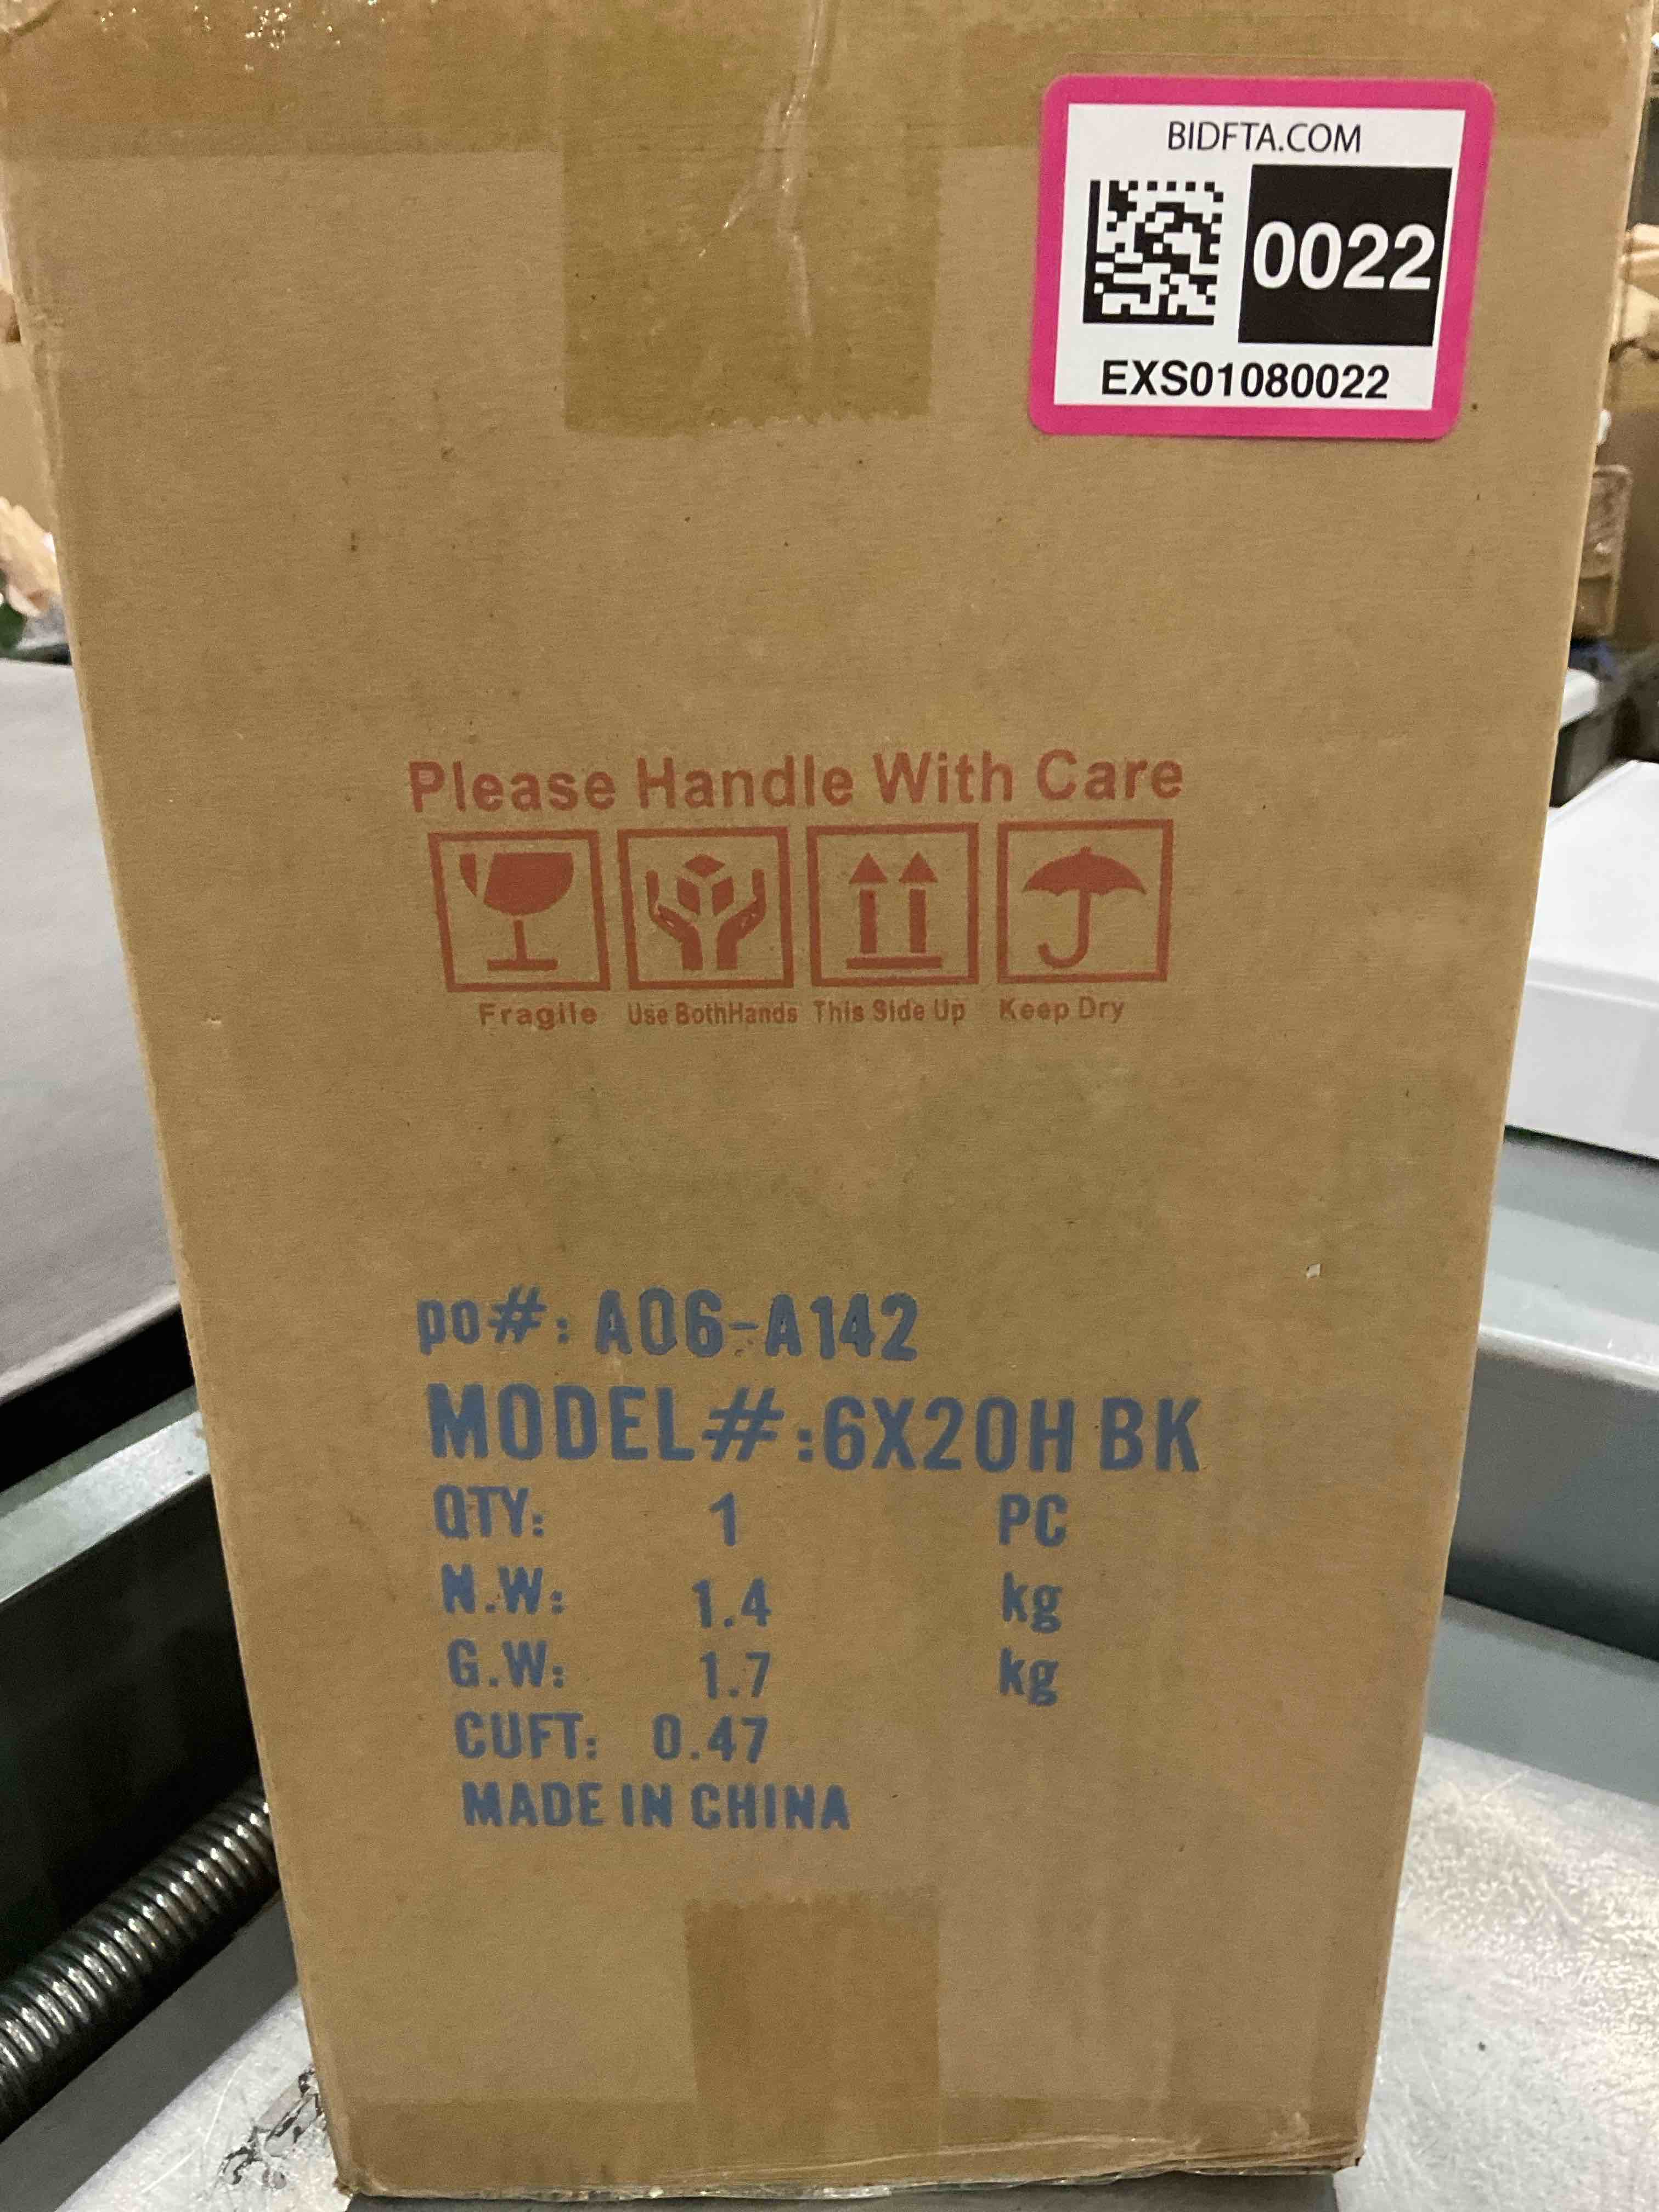 BIDFTA.COM
0022
EXS01080022
Please Handle With Care
Fragile Use BothHands This Side Up Keep Dry
po#: A06-A142
MODEL#:6X20H BK
QTY: 1 PC
N.W: 1.4 kg
G.W: 1.7 kg
CUFT: 0.47
MADE IN CHINA